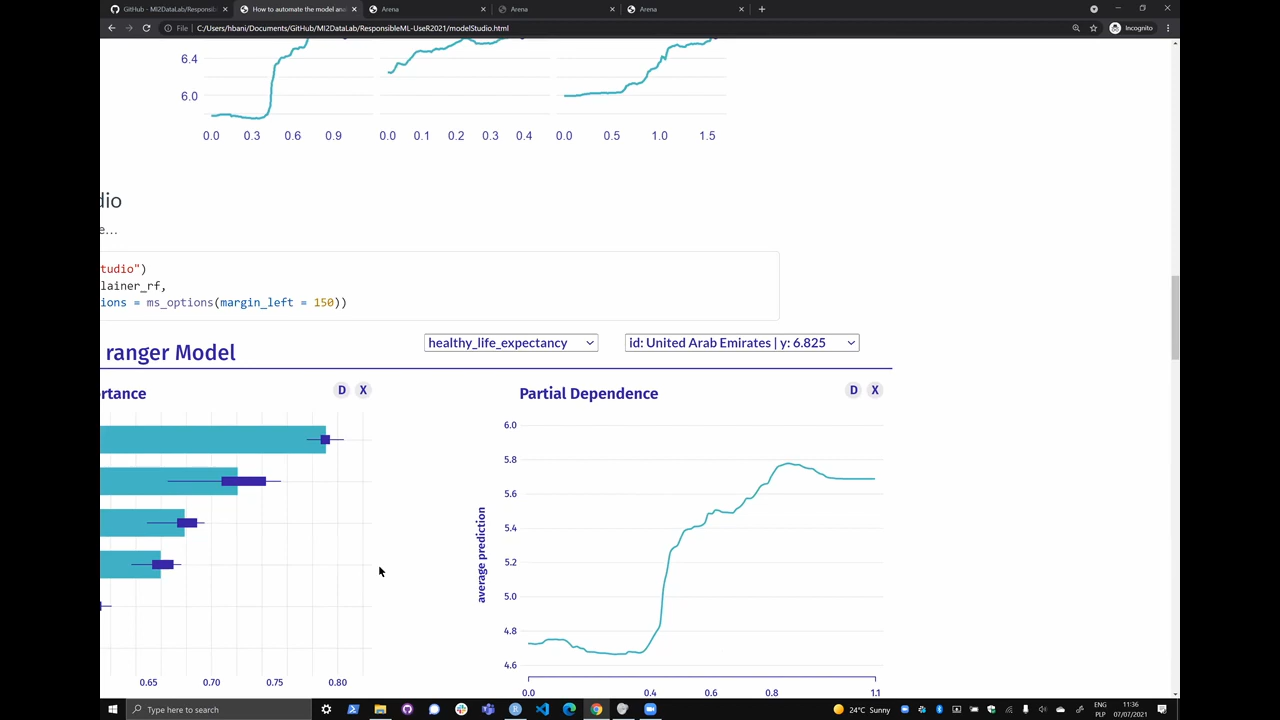 GitHub - MI2DataLab/Responsib
How to automate the model ana
Arena
Arena
Arena
File
C:/Users/hbani/Documents/GitHub/MI2DataLab/ResponsibleML-UseR2021/modelStudio.html
Incognito
6.4
6.0
0.0 0.3 0.6 0.9 0.0 0.1 0.2 0.3 0.4 0.0 0.5 1.0 1.5
dio
e...
tudio")
lainer_rf,
ions = ms_options(margin_left = 150))
ranger Model
healthy_life_expectancy
id: United Arab Emirates | y: 6.825
ortance
D X
Partial Dependence
D X
6.0
5.8
5.6
5.4
5.2
5.0
4.8
4.6
average prediction
0.65 0.70 0.75 0.80
0.0 0.4 0.6 0.8 1.1
Type here to search
24°C Sunny
ENG
PLP
11:36
07/07/2021